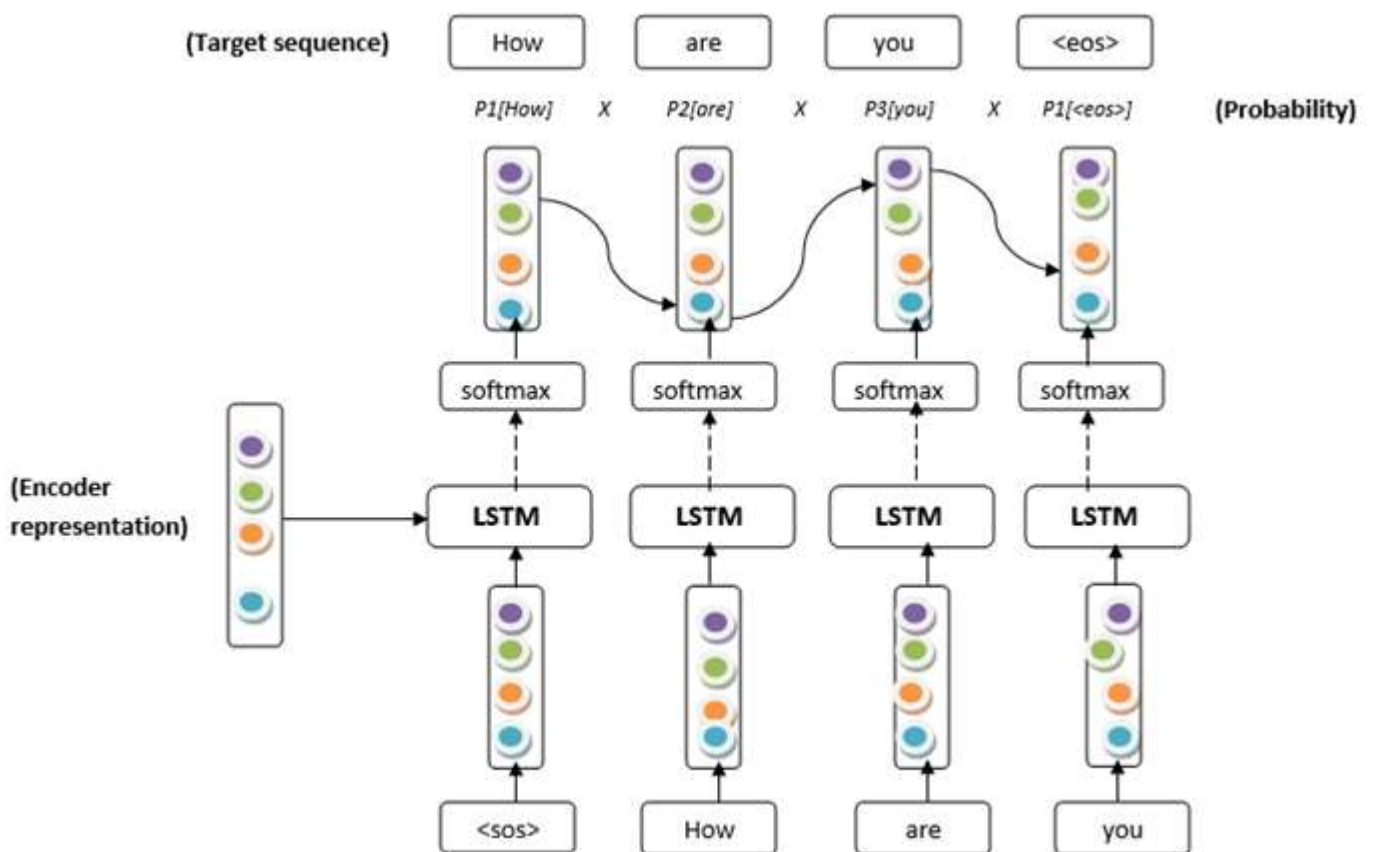 (Target sequence) How are you <eos>
P1[How] X P2[are] X P3[you] X P1[<eos>] (Probability)
softmax softmax softmax softmax
(Encoder
representation)
LSTM LSTM LSTM LSTM
<sos> How are you